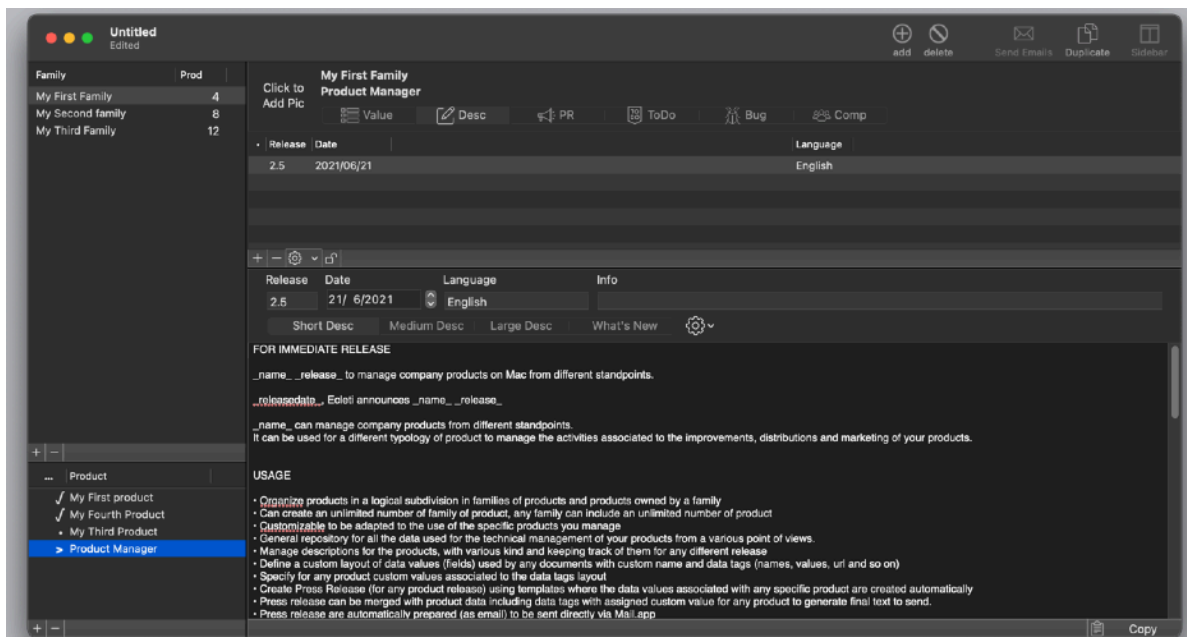 Untitled
Edited
add delete Send Emails Duplicate Sidebar
Family Prod
My First Family 4
My Second family 8
My Third Family 12
Click to
Add Pic
My First Family
Product Manager
Value Desc PR ToDo Bug Comp
• Release Date Language
2.5 2021/06/21 English
Release Date Language Info
2.5 21/ 6/2021 English
Short Desc Medium Desc Large Desc What's New
FOR IMMEDIATE RELEASE
_name_ _release_ to manage company products on Mac from different standpoints.
_releasedate_, Ecleti announces _name_ _release_
_name_ can manage company products from different standpoints.
It can be used for a different typology of product to manage the activities associated to the improvements, distributions and marketing of your products.
USAGE
• Organize products in a logical subdivision in families of products and products owned by a family
• Can create an unlimited number of family of product, any family can include an unlimited number of product
• Customizable to be adapted to the use of the specific products you manage
• General repository for all the data used for the technical management of your products from a various point of views.
• Manage descriptions for the products, with various kind and keeping track of them for any different release
• Define a custom layout of data values (fields) used by any documents with custom name and data tags (names, values, url and so on)
• Specify for any product custom values associated to the data tags layout
• Create Press Release (for any product release) using templates where the data values associated with any specific product are created automatically
• Press release can be merged with product data including data tags with assigned custom value for any product to generate final text to send.
• Press release are automatically prepared (as email) to be sent directly via Mail.app
... Product
√ My First product
√ My Fourth Product
• My Third Product
> Product Manager
Copy